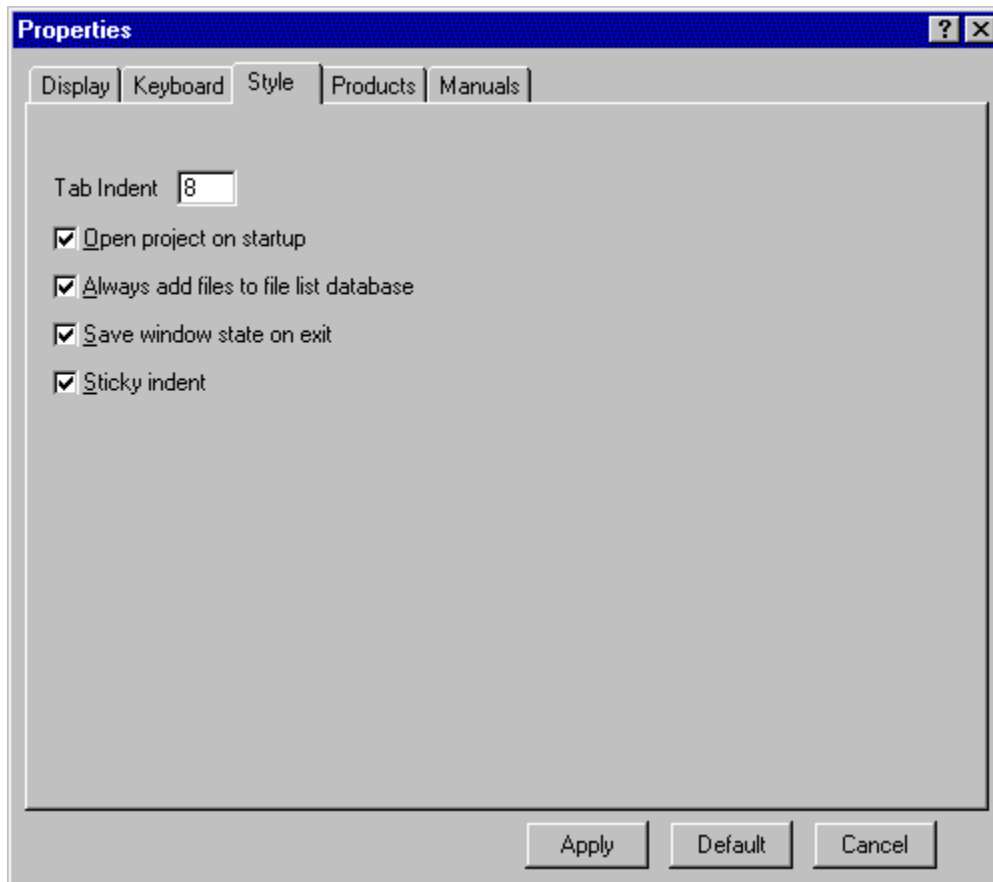 Properties
Display Keyboard Style Products Manuals
Tab Indent 8
Open project on startup
Always add files to file list database
Save window state on exit
Sticky indent
Apply Default Cancel